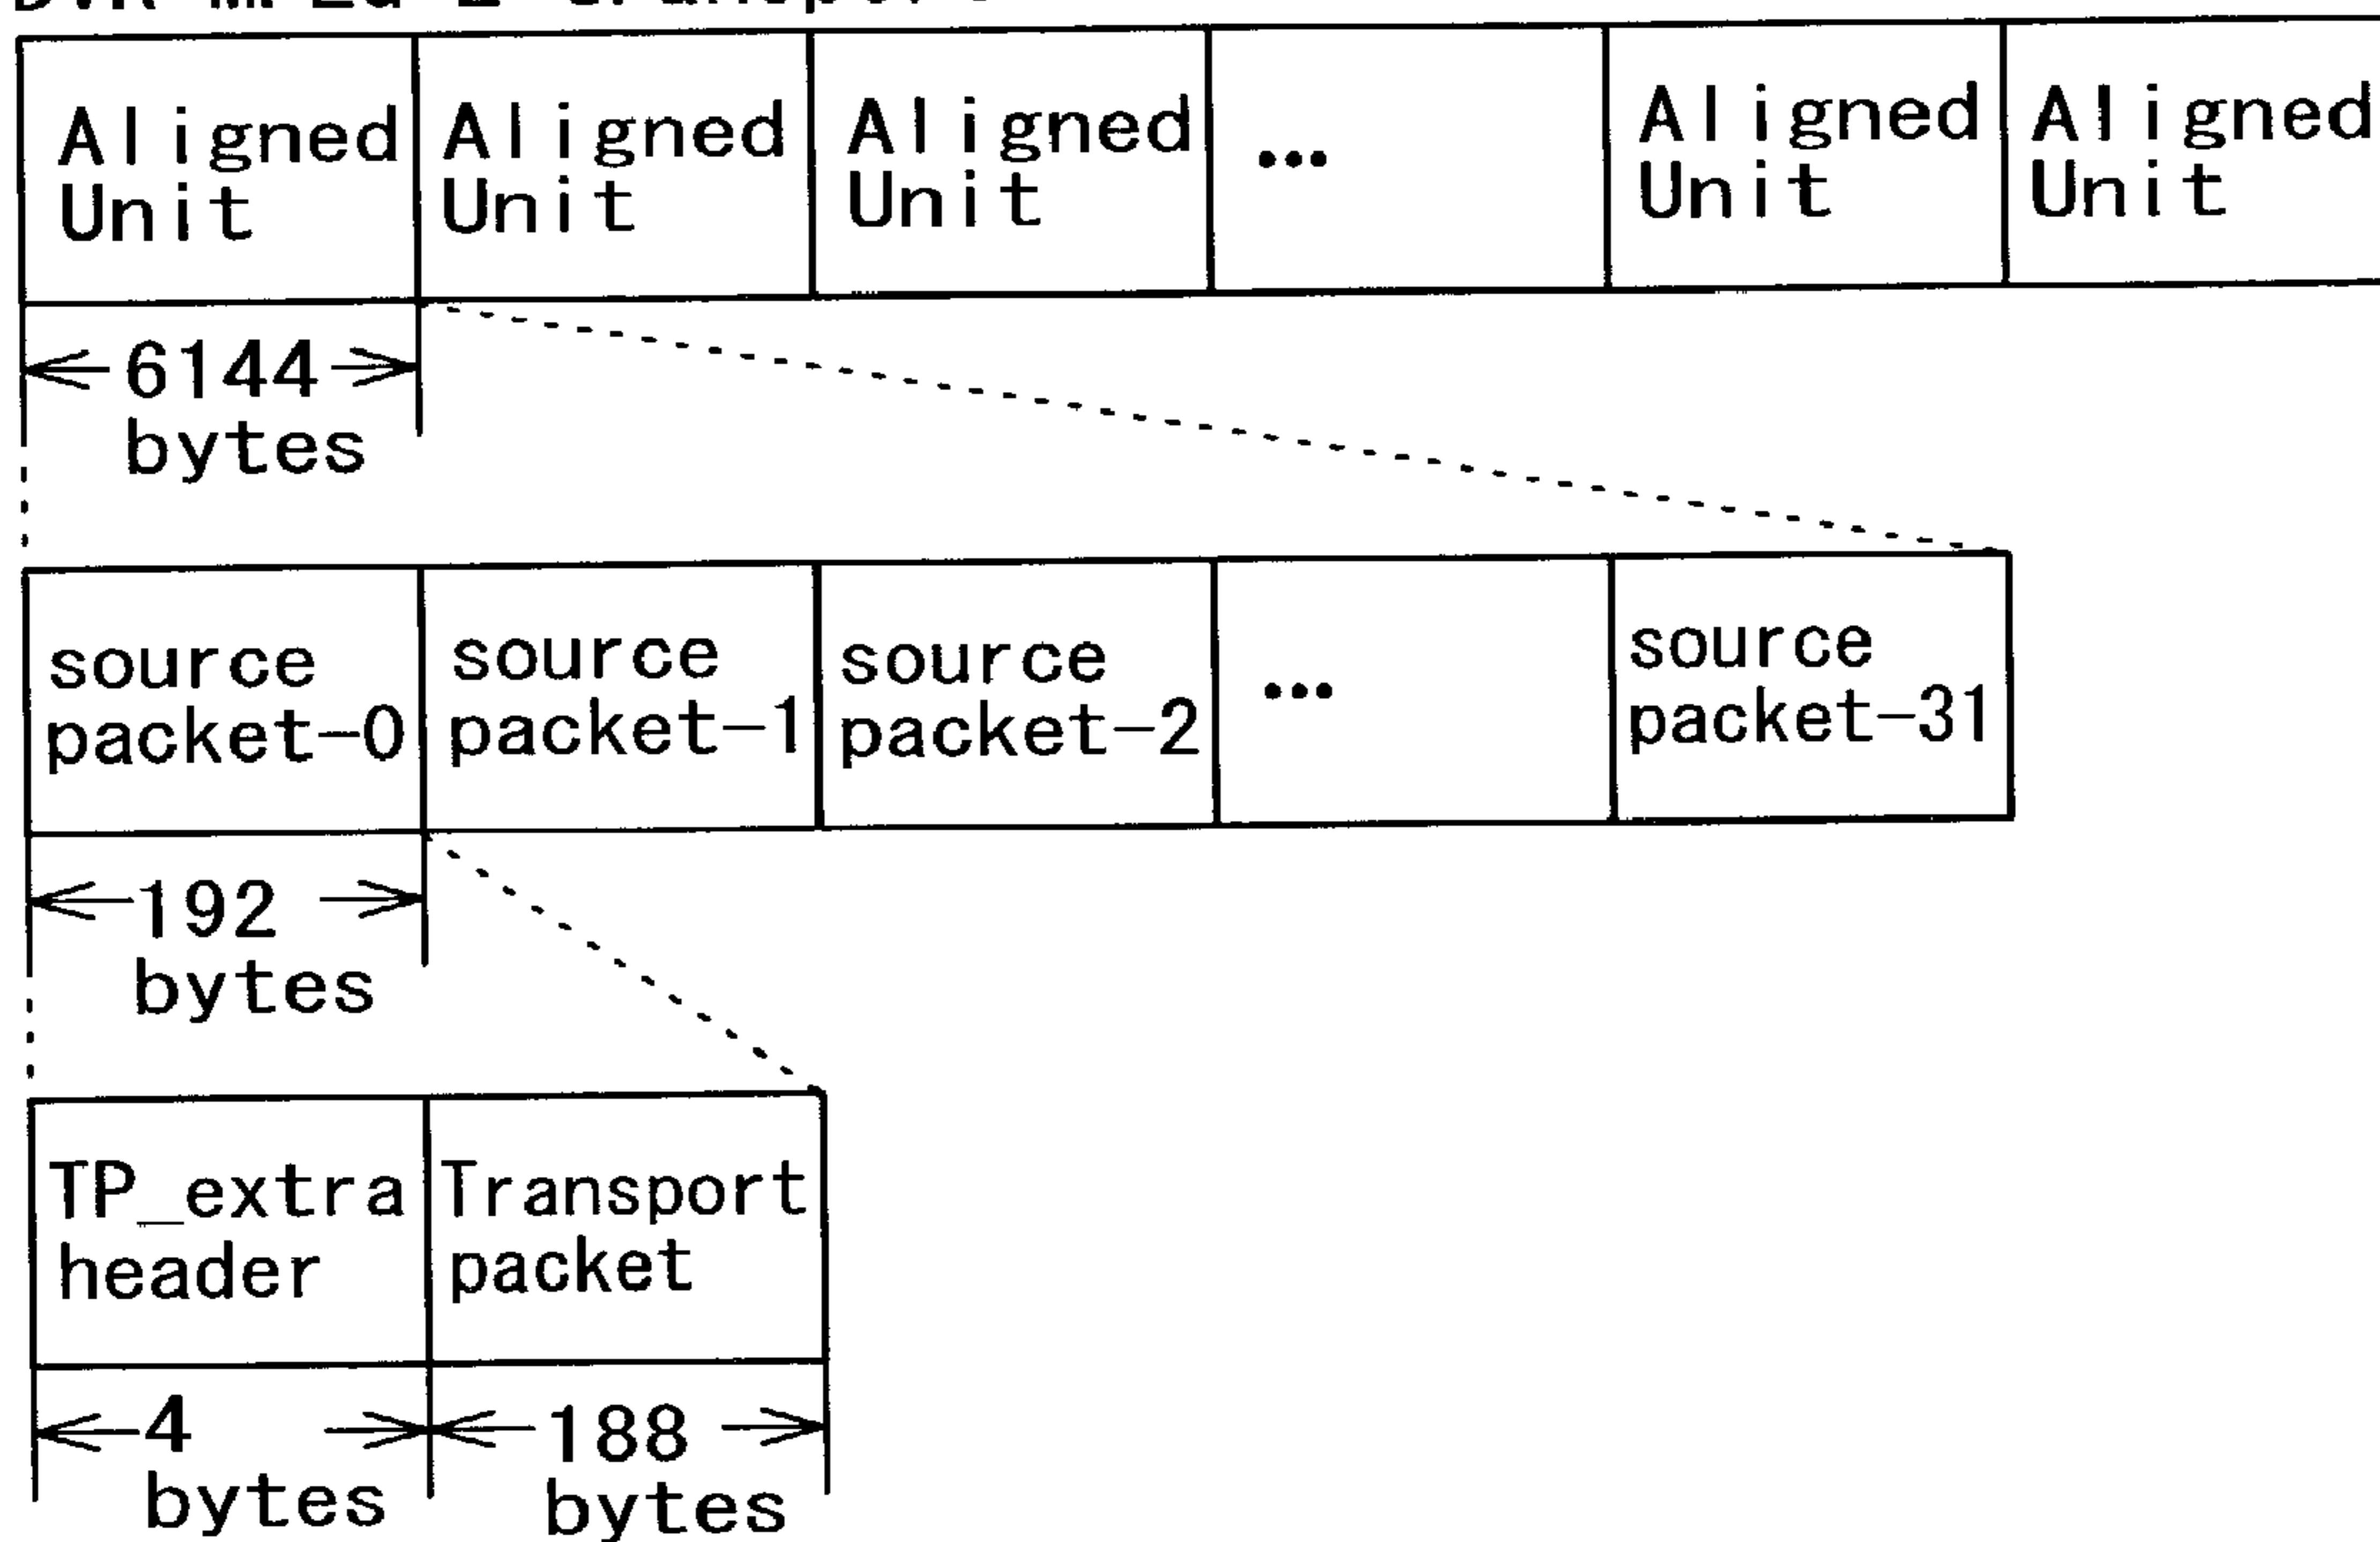 Aligned Unit
Aligned Unit
Aligned Unit
...
Aligned Unit
Aligned Unit
6144 bytes
source packet-0
source packet-1
source packet-2
...
source packet-31
192 bytes
TP_extra header
Transport packet
4 bytes
188 bytes